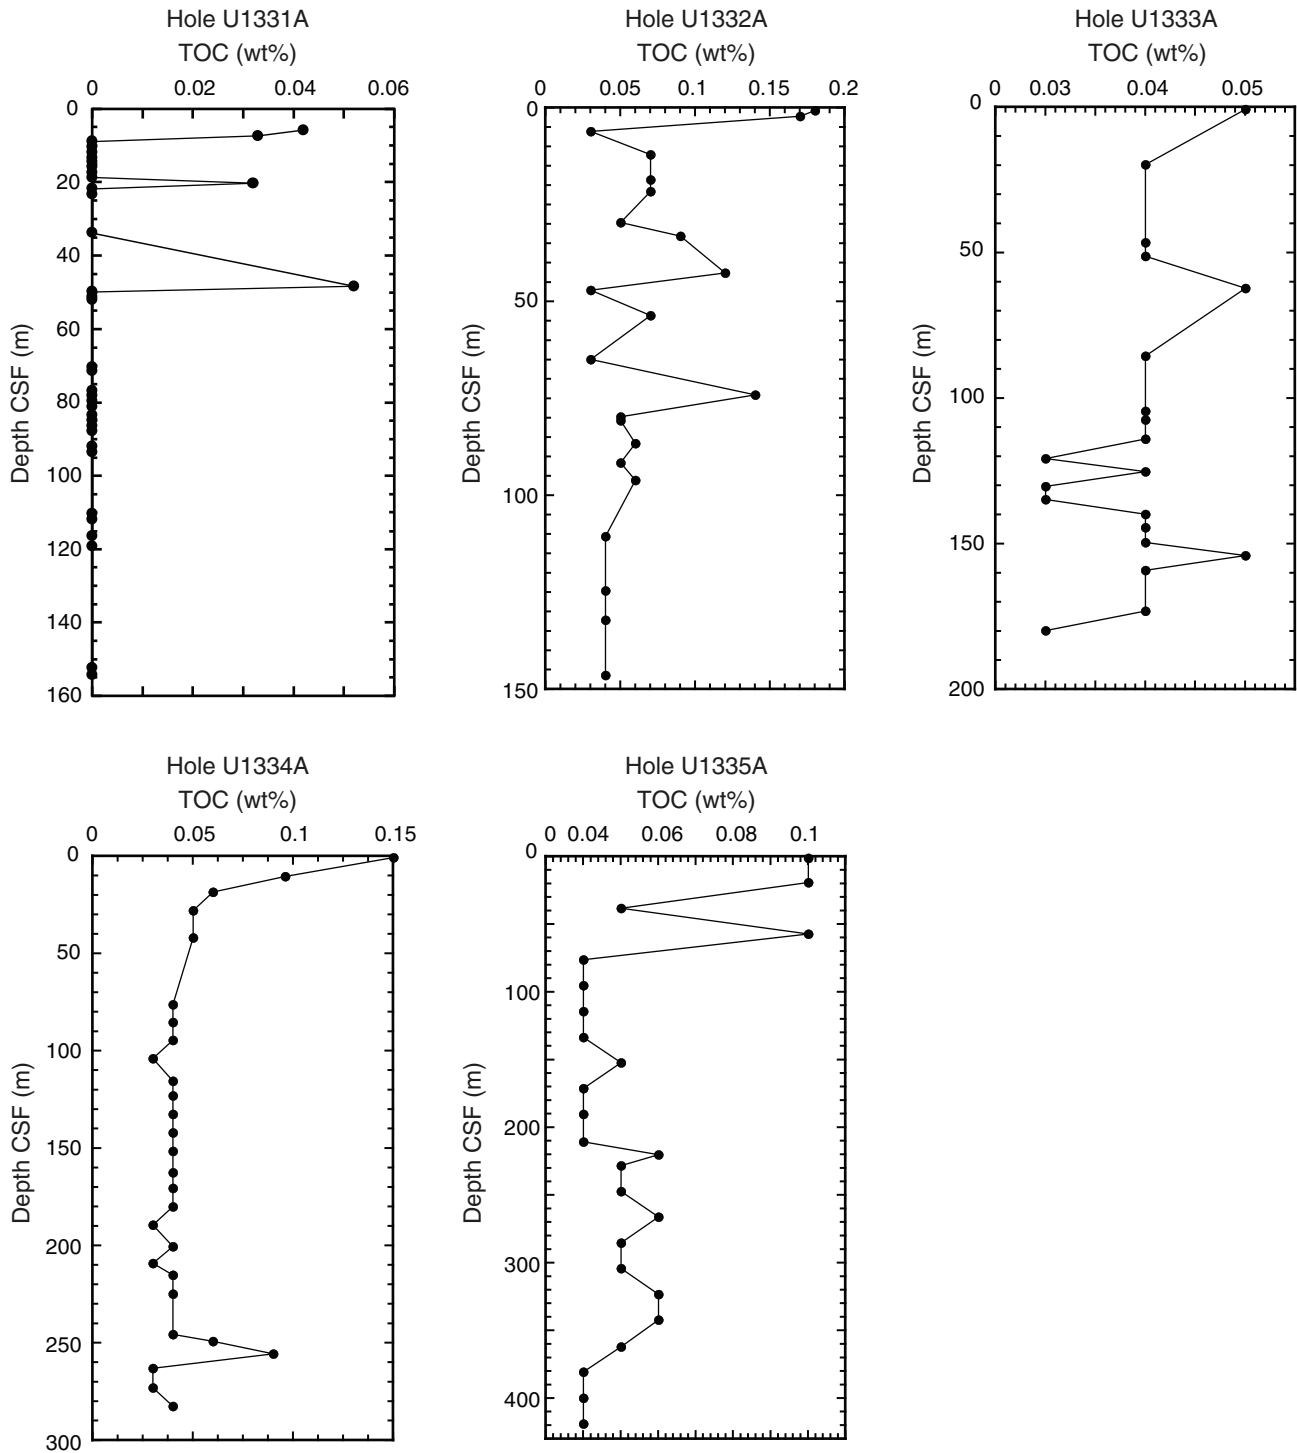 Hole U1331A
TOC (wt%)
0 0.02 0.04 0.06
0
20
40
60
80
100
120
140
160
Depth CSF (m)
Hole U1332A
TOC (wt%)
0 0.05 0.1 0.15 0.2
0
50
100
150
Depth CSF (m)
Hole U1333A
TOC (wt%)
0 0.03 0.04 0.05
0
50
100
150
200
Depth CSF (m)
Hole U1334A
TOC (wt%)
0 0.05 0.1 0.15
0
50
100
150
200
250
300
Depth CSF (m)
Hole U1335A
TOC (wt%)
0 0.04 0.06 0.08 0.1
0
100
200
300
400
Depth CSF (m)